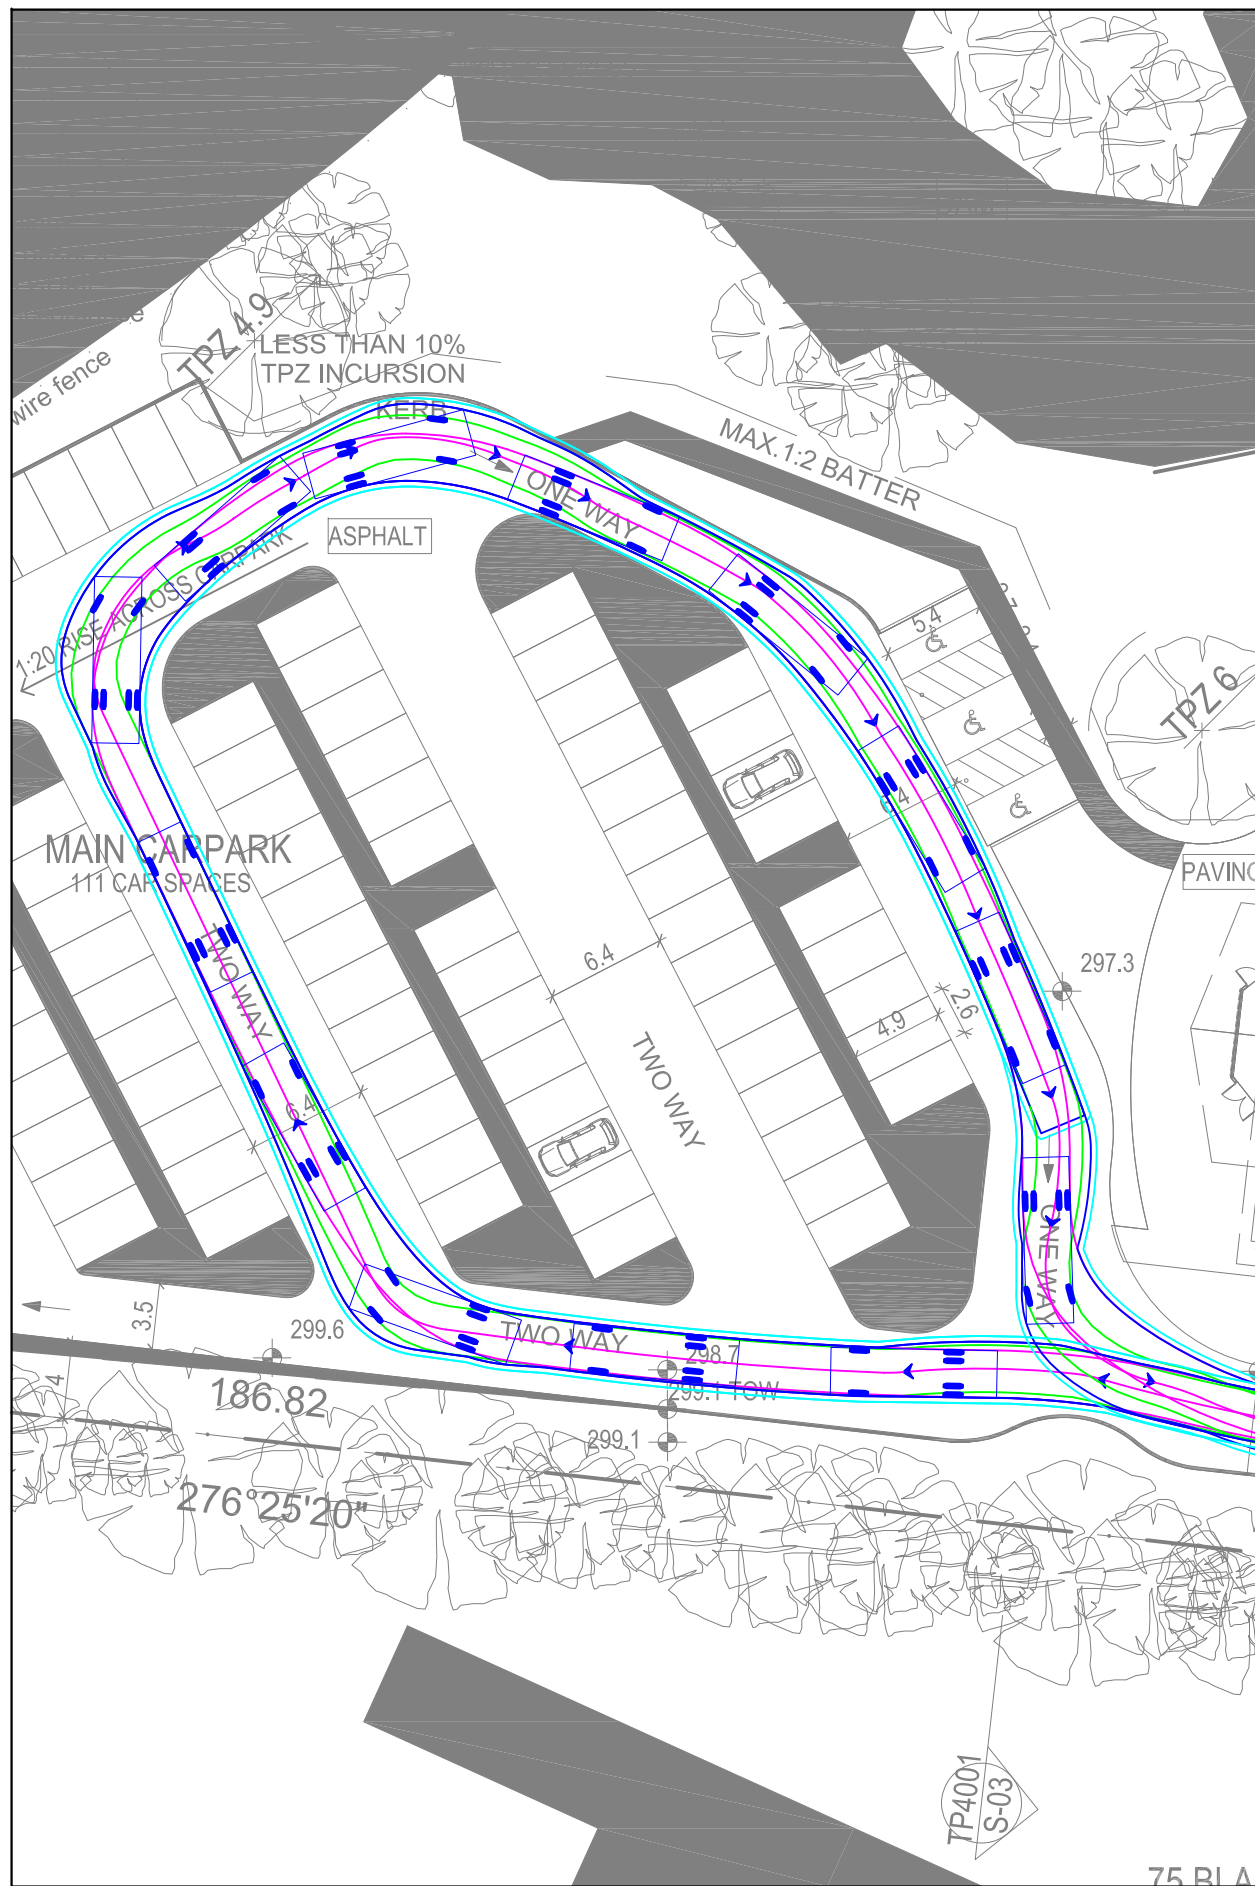 wire fence
TPZ 4.9
LESS THAN 10%
TPZ INCURSION
KERB
MAX.1:2 BATTER
ONE WAY
ASPHALT
1:20 RISE ACROSS CARPARK
5.4
TPZ 6
MAIN CARPARK
111 CAR SPACES
PAVING
TWO WAY
6.4
297.3
2.6
4.9
TWO WAY
6.4
ONE WAY
3.5
299.6
TWO WAY
298.7
299.1 TOW
4
186.82
299.1
276°25'20"
TP4001
S-03
75 BLA